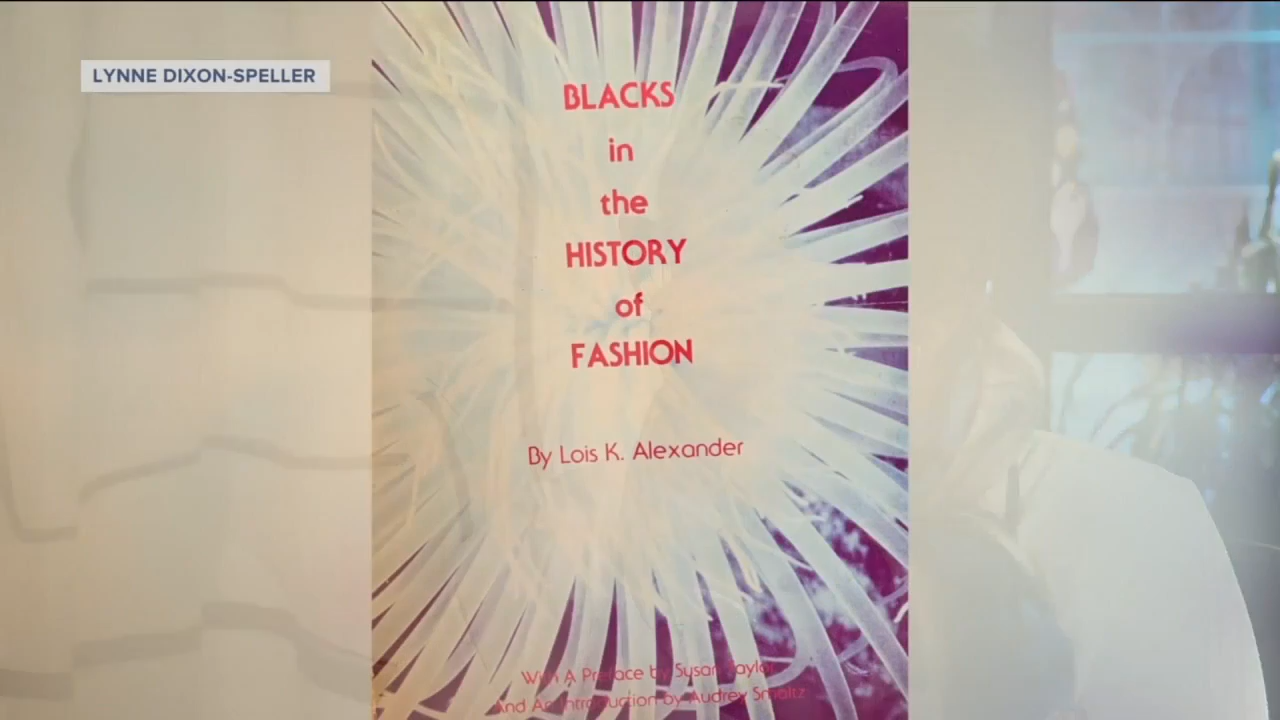 LYNNE DIXON-SPELLER
BLACKS
in
the
HISTORY
of
FASHION
By Lois K. Alexander
With A Preface by Susan Taylor
And An Introduction by Audrey Smaltz